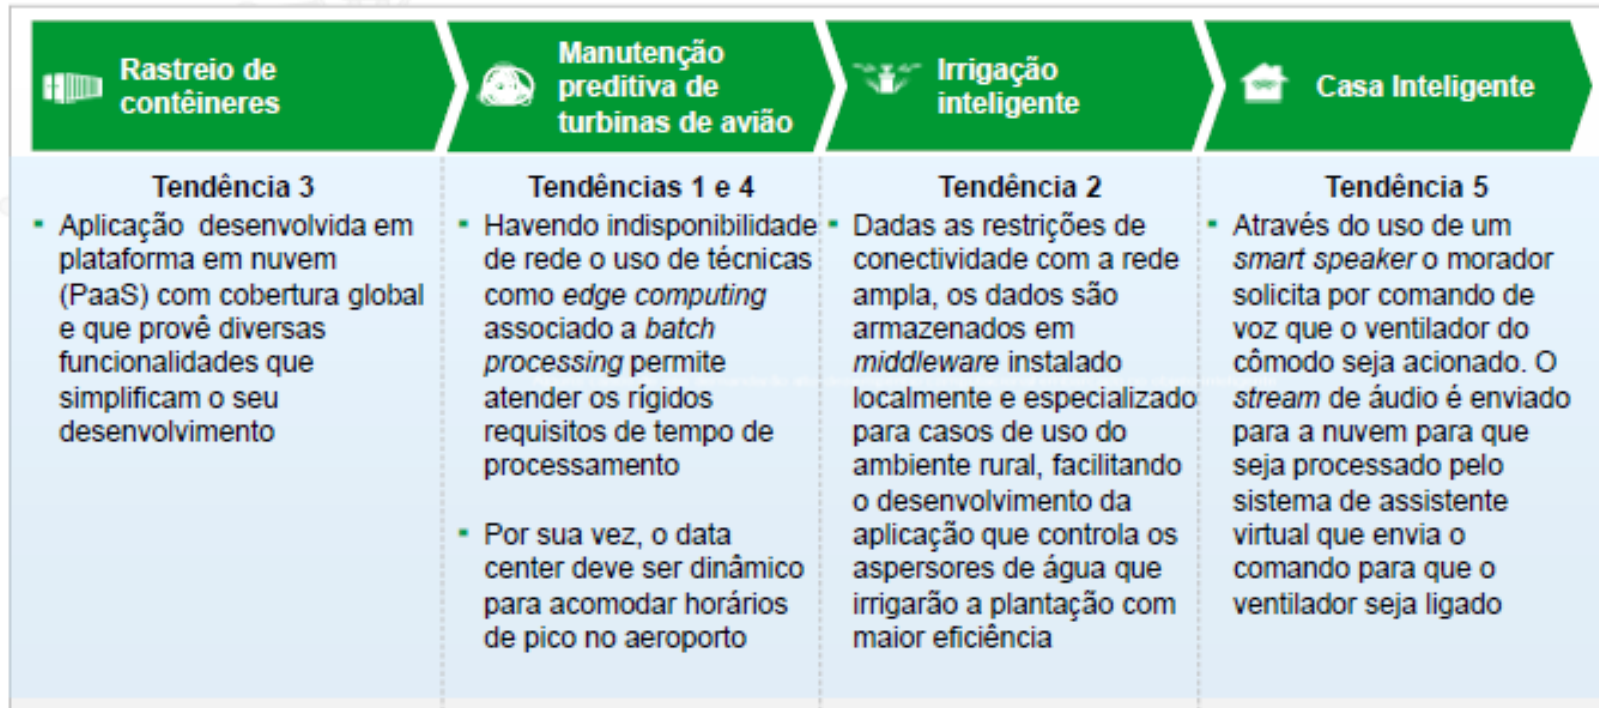 Rastreio de
contêineres
Manutenção
preditiva de
turbinas de avião
Irrigação
inteligente
Casa Inteligente
Tendência 3
▪ Aplicação desenvolvida em
plataforma em nuvem
(PaaS) com cobertura global
e que provê diversas
funcionalidades que
simplificam o seu
desenvolvimento
Tendências 1 e 4
▪ Havendo indisponibilidade
de rede o uso de técnicas
como edge computing
associado a batch
processing permite
atender os rígidos
requisitos de tempo de
processamento
▪ Por sua vez, o data
center deve ser dinâmico
para acomodar horários
de pico no aeroporto
Tendência 2
▪ Dadas as restrições de
conectividade com a rede
ampla, os dados são
armazenados em
middleware instalado
localmente e especializado
para casos de uso do
ambiente rural, facilitando
o desenvolvimento da
aplicação que controla os
aspersores de água que
irrigarão a plantação com
maior eficiência
Tendência 5
▪ Através do uso de um
smart speaker o morador
solicita por comando de
voz que o ventilador do
cômodo seja acionado. O
stream de áudio é enviado
para a nuvem para que
seja processado pelo
sistema de assistente
virtual que envia o
comando para que o
ventilador seja ligado